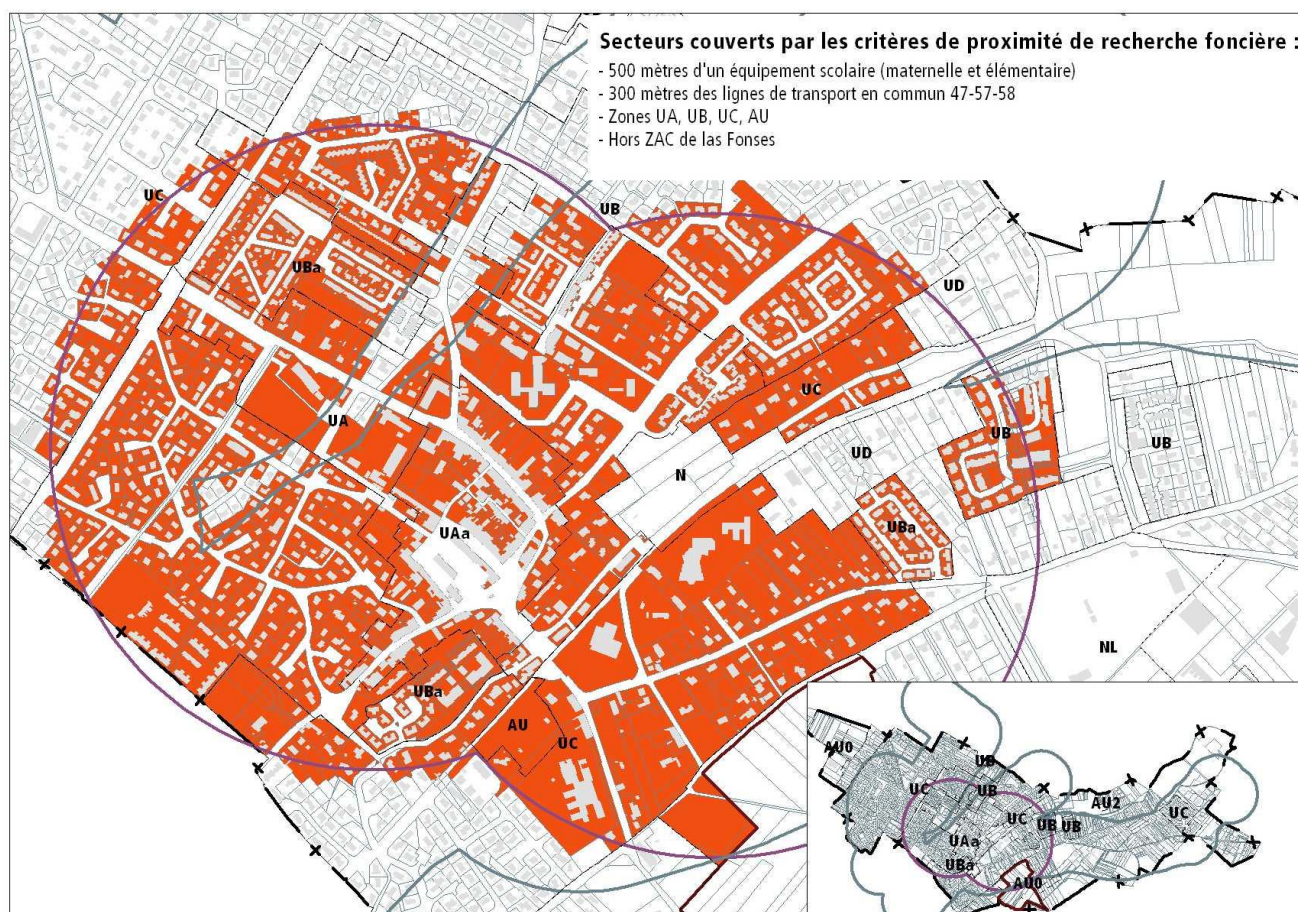 UD
Secteurs couverts par les critères de proximité de recherche foncière :
- 500 mètres d'un équipement scolaire (maternelle et élémentaire)
- 300 mètres des lignes de transport en commun 47-57-58
- Zones UA, UB, UC, AU
- Hors ZAC de las Fonses
UC
UB
UBa
UD
UC
UA
UB
UD
UB
N
UBa
UAa
NL
UBa
AU
UC
AU0
UD
UC
UB
AU2
UC
UC
UB
UB
UAa
UBa
AU0